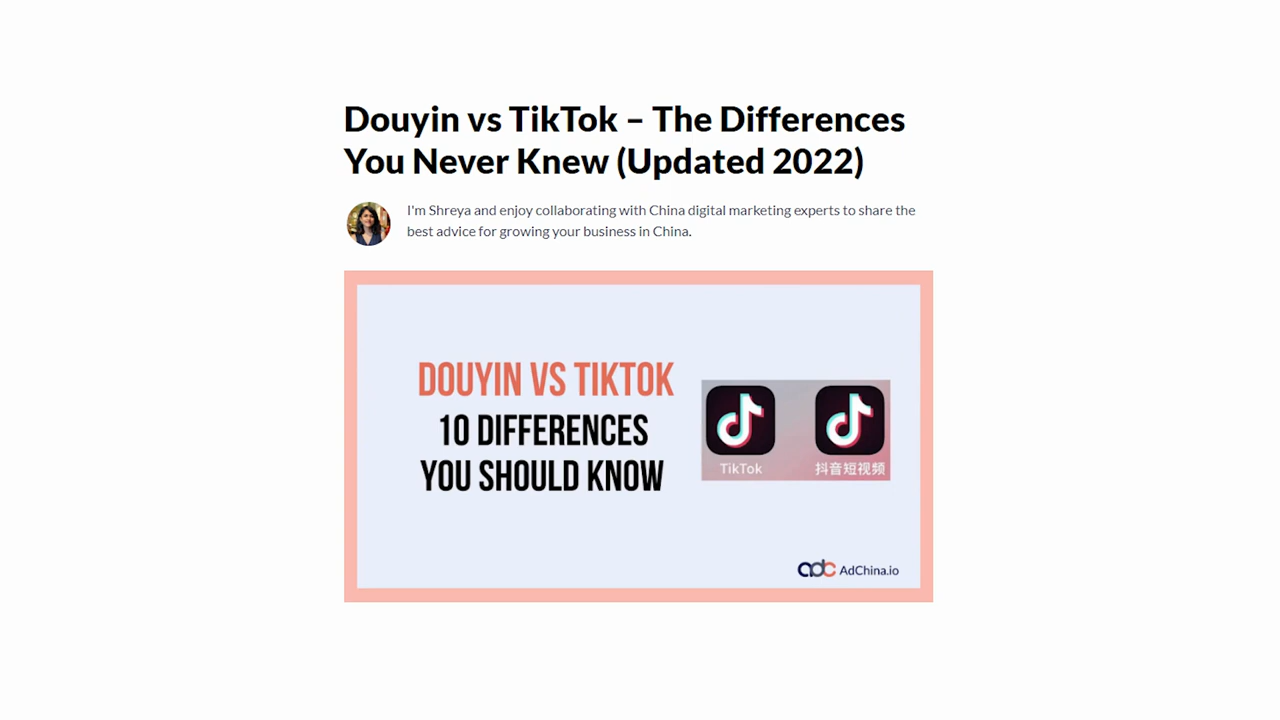 Douyin vs TikTok – The Differences
You Never Knew (Updated 2022)
I'm Shreya and enjoy collaborating with China digital marketing experts to share the
best advice for growing your business in China.
DOUYIN VS TIKTOK
10 DIFFERENCES
YOU SHOULD KNOW
TikTok
抖音短视频
adc AdChina.io